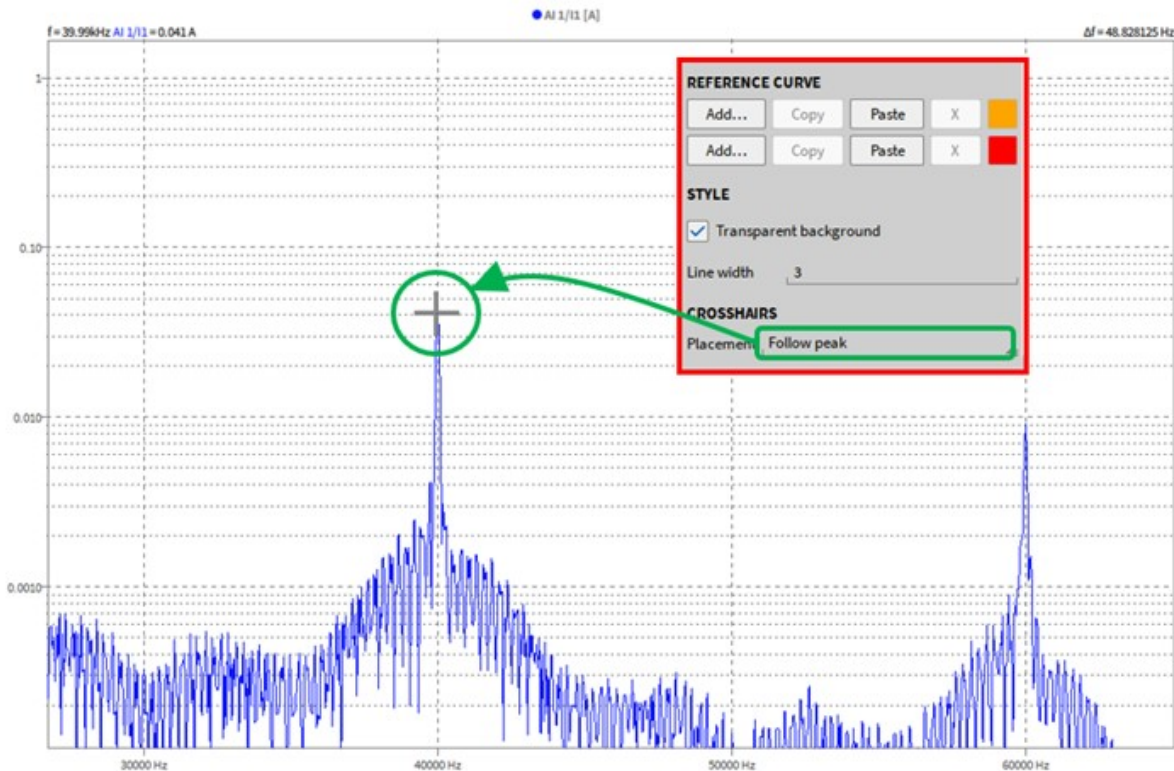 AI 1/I1 [A]
f = 39.99kHz AI 1/I1 = 0.041 A
Δf = 48.828125 Hz
1
0.10
0.010
0.0010
REFERENCE CURVE
Add... Copy Paste X
Add... Copy Paste X
STYLE
Transparent background
Line width 3
CROSSHAIRS
Placement Follow peak
30000 Hz 40000 Hz 50000 Hz 60000 Hz